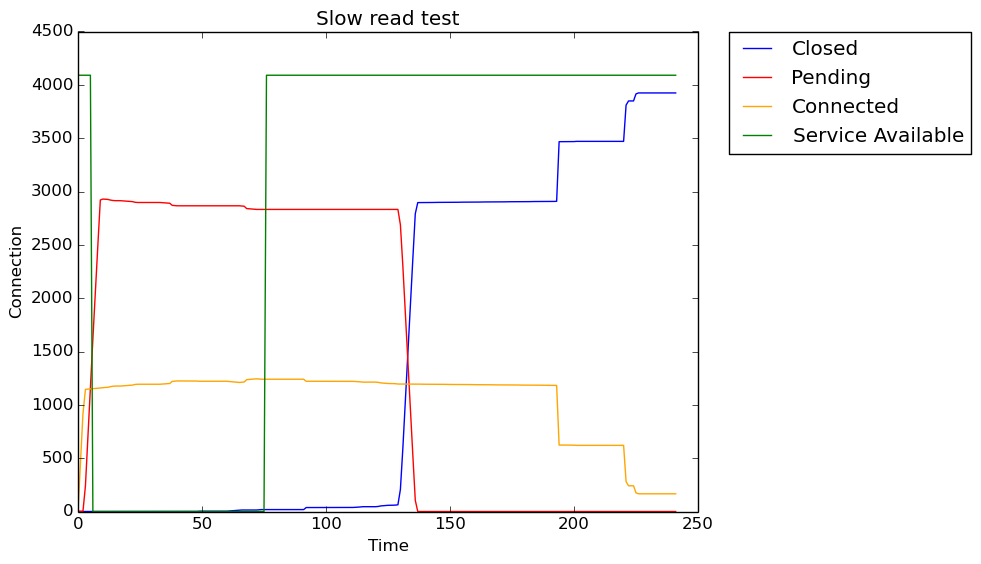 Slow read test
4500
4000
3500
3000
2500
2000
1500
1000
500
0
Connection
0 50 100 150 200 250
Time
Closed
Pending
Connected
Service Available